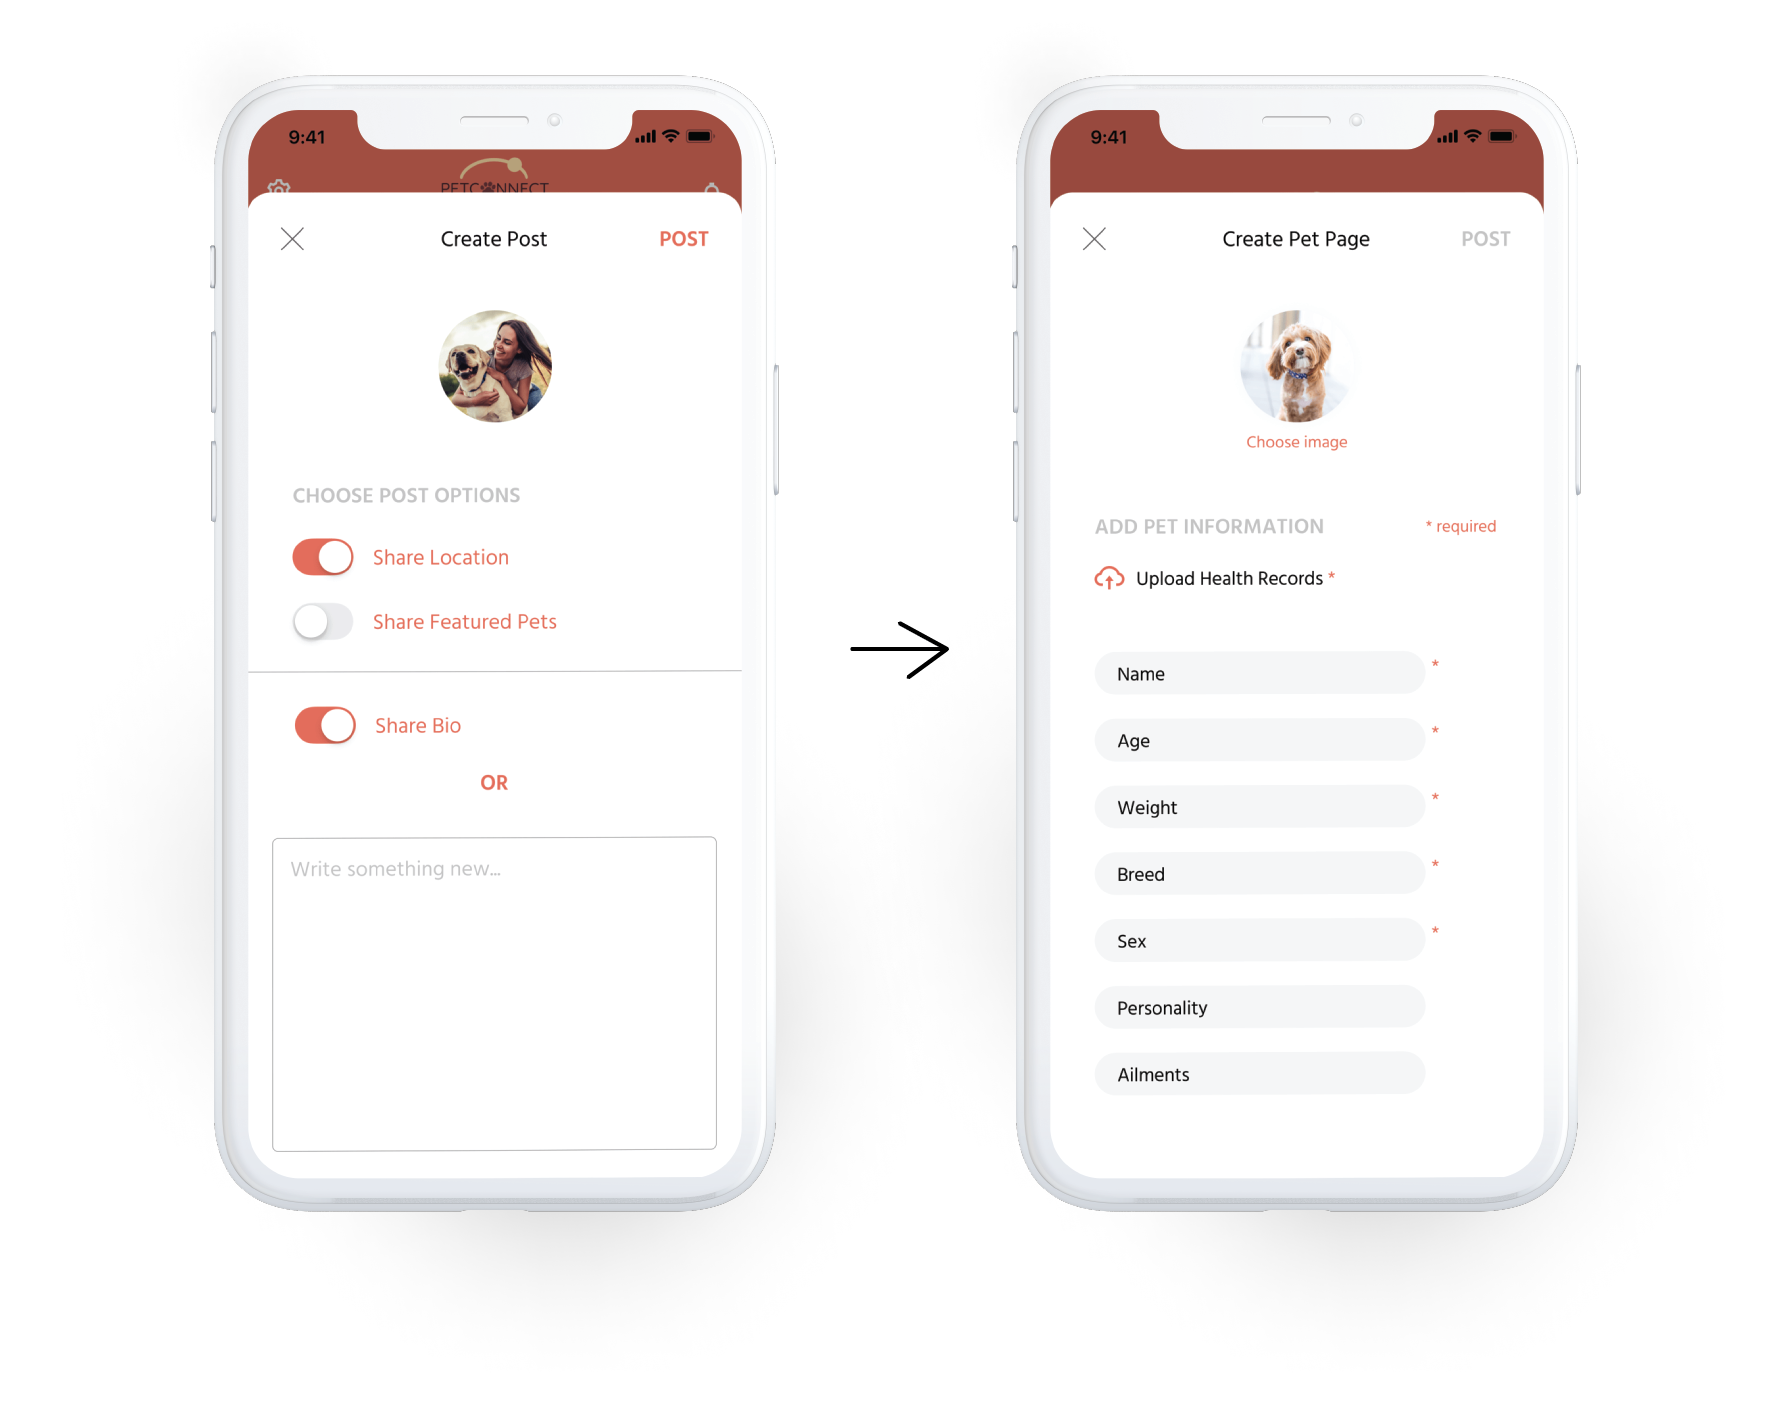 9:41
PETCONNECT
Create Post
POST
CHOOSE POST OPTIONS
Share Location
Share Featured Pets
Share Bio
OR
Write something new...
9:41
Create Pet Page
POST
Choose image
ADD PET INFORMATION
* required
Upload Health Records *
Name *
Age *
Weight *
Breed *
Sex *
Personality
Ailments